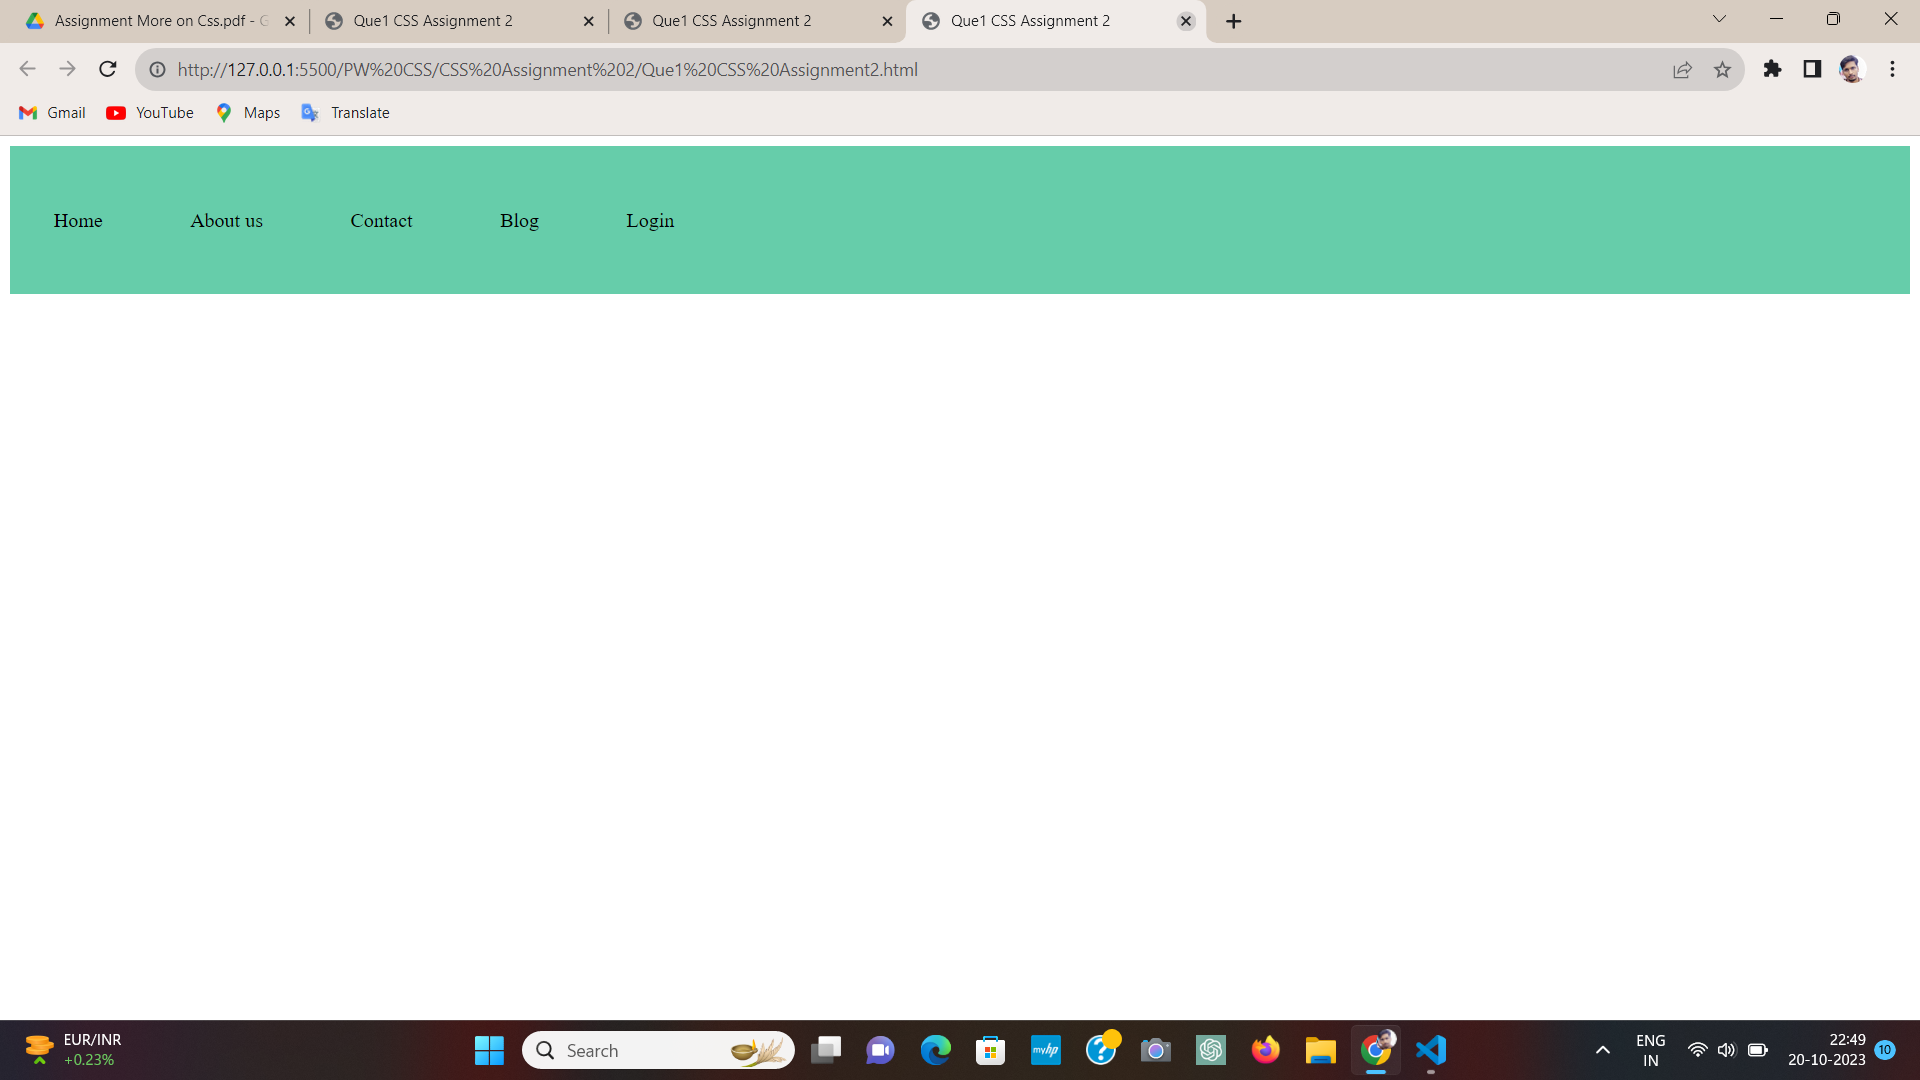 Assignment More on Css.pdf - G
Que1 CSS Assignment 2
Que1 CSS Assignment 2
Que1 CSS Assignment 2
http://127.0.0.1:5500/PW%20CSS/CSS%20Assignment%202/Que1%20CSS%20Assignment2.html
Gmail
YouTube
Maps
Translate
Home
About us
Contact
Blog
Login
EUR/INR
+0.23%
Search
myhp
ENG
IN
22:49
20-10-2023
10